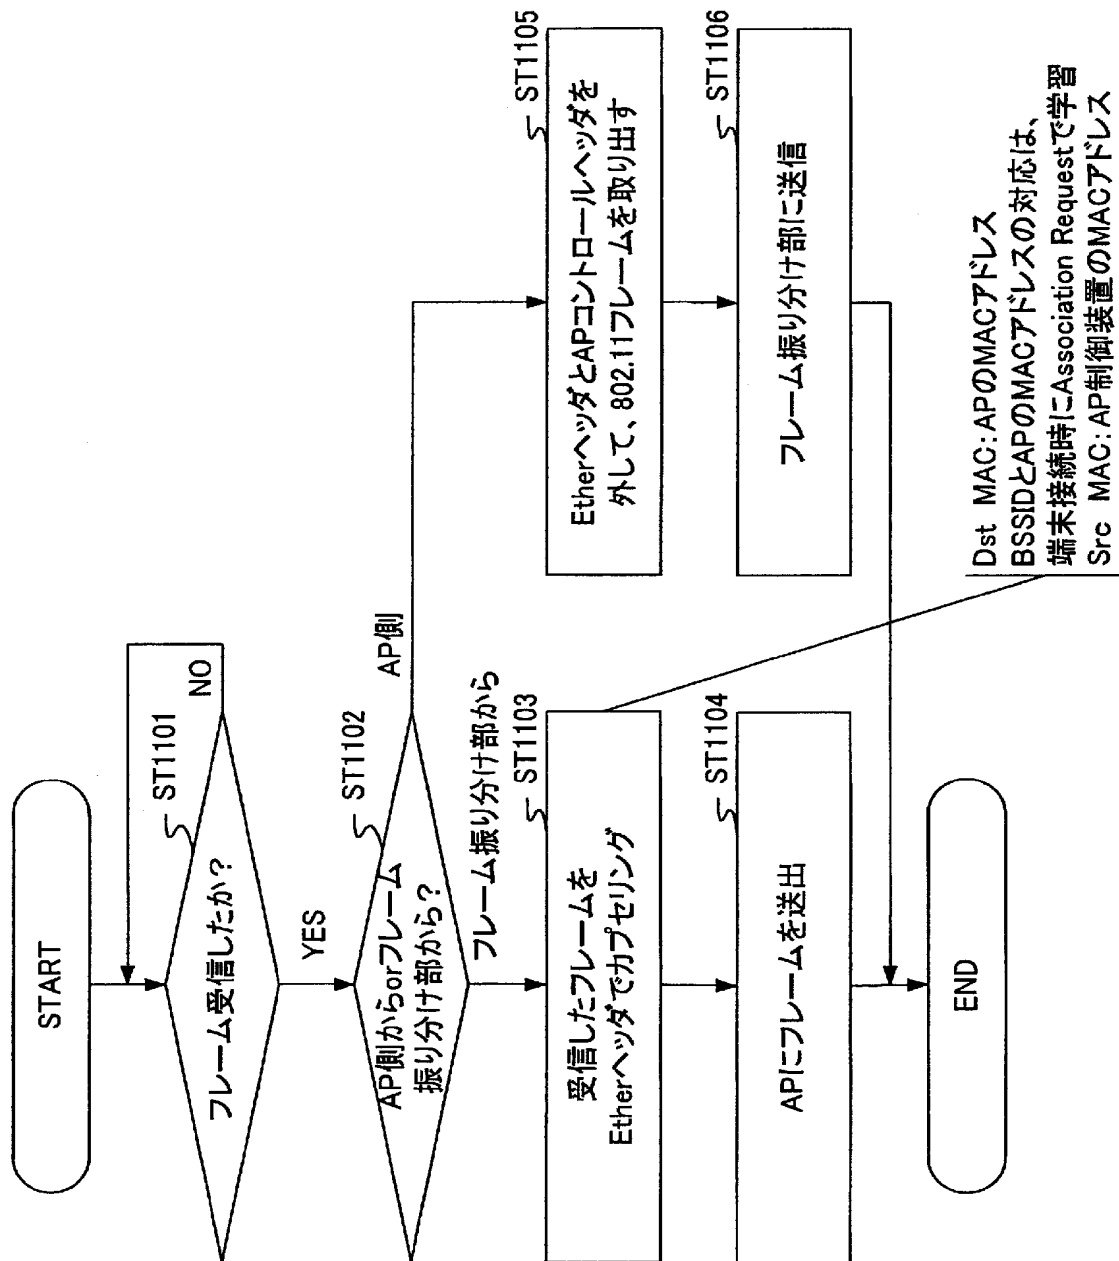 START
ST1101
フレーム受信したか？
NO
YES
ST1102
AP側からorフレーム
振り分け部から？
AP側
フレーム振り分け部から
ST1103
受信したフレームを
Etherヘッダでカプセリング
ST1104
APにフレームを送出
ST1105
EtherヘッダとAPコントロールヘッダを
外して、802.11フレームを取り出す
ST1106
フレーム振り分け部に送信
END
Dst MAC:APのMACアドレス
BSSIDとAPのMACアドレスの対応は、
端末接続時にAssociation Requestで学習
Src MAC:AP制御装置のMACアドレス